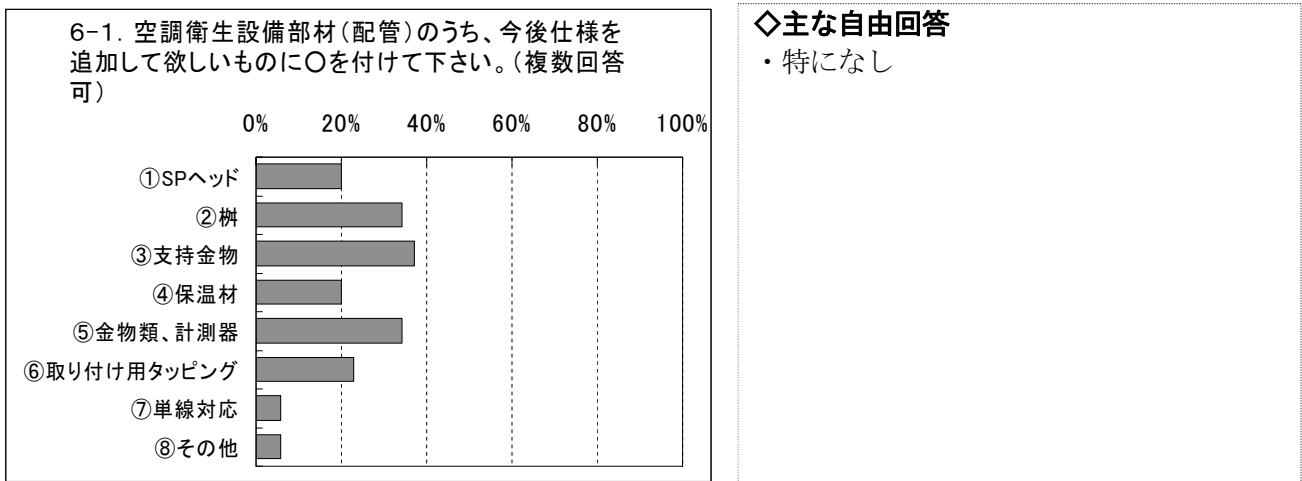 6-1. 空調衛生設備部材(配管)のうち、今後仕様を
追加して欲しいものに○を付けて下さい。(複数回答
可)
0% 20% 40% 60% 80% 100%
①SPヘッド
②桝
③支持金物
④保温材
⑤金物類、計測器
⑥取り付け用タッピング
⑦単線対応
⑧その他
◇主な自由回答
・特になし